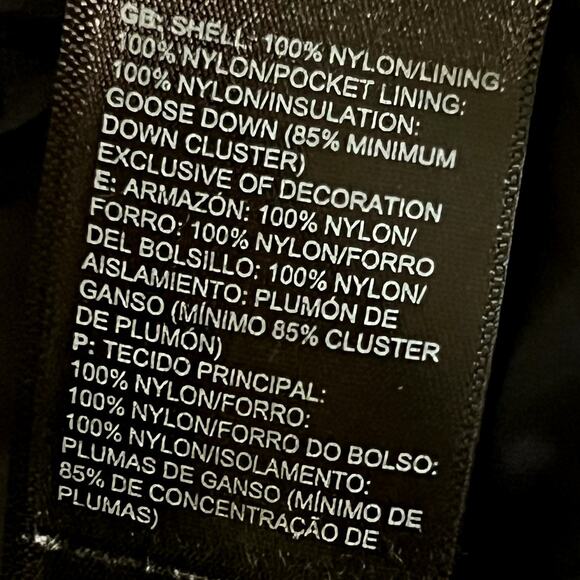 GB: SHELL: 100% NYLON/LINING:
100% NYLON/POCKET LINING:
100% NYLON/INSULATION:
GOOSE DOWN (85% MINIMUM
DOWN CLUSTER)
EXCLUSIVE OF DECORATION
E: ARMAZÓN: 100% NYLON/
FORRO: 100% NYLON/FORRO
DEL BOLSILLO: 100% NYLON/
AISLAMIENTO: PLUMÓN DE
GANSO (MÍNIMO 85% CLUSTER
DE PLUMÓN)
P: TECIDO PRINCIPAL:
100% NYLON/FORRO:
100% NYLON/FORRO DO BOLSO:
100% NYLON/ISOLAMENTO:
PLUMAS DE GANSO (MÍNIMO DE
85% DE CONCENTRAÇÃO DE
PLUMAS)